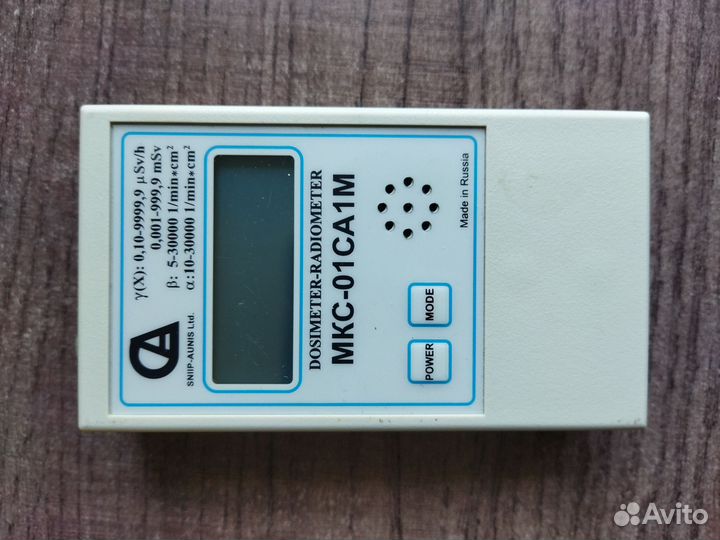 γ(X): 0,10-9999,9 μSv/h
0,001-999,9 mSv
β: 5-30000 1/min*cm²
α:10-30000 1/min*cm²
SNIIP-AUNIS Ltd.
DOSIMETER-RADIOMETER
МКС-01СА1М
POWER
MODE
Made in Russia
Avito